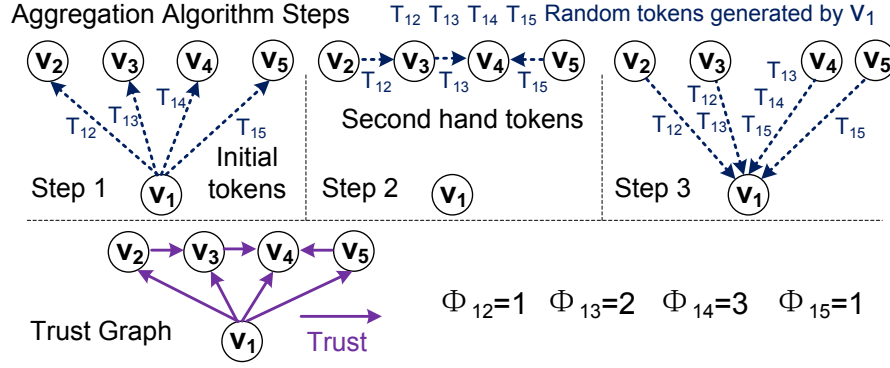 Aggregation Algorithm Steps
T12 T13 T14 T15 Random tokens generated by V1
V2 V3 V4 V5
T12 T13 T14 T15
Initial tokens
Step 1
V1
V2 V3 V4 V5
T12 T13 T15
Second hand tokens
Step 2
V1
V2 V3 V4 V5
T12 T12 T13 T13 T14 T15 T15
Step 3
V1
V2 V3 V4 V5
Trust Graph
V1
Trust
Φ12=1 Φ13=2 Φ14=3 Φ15=1